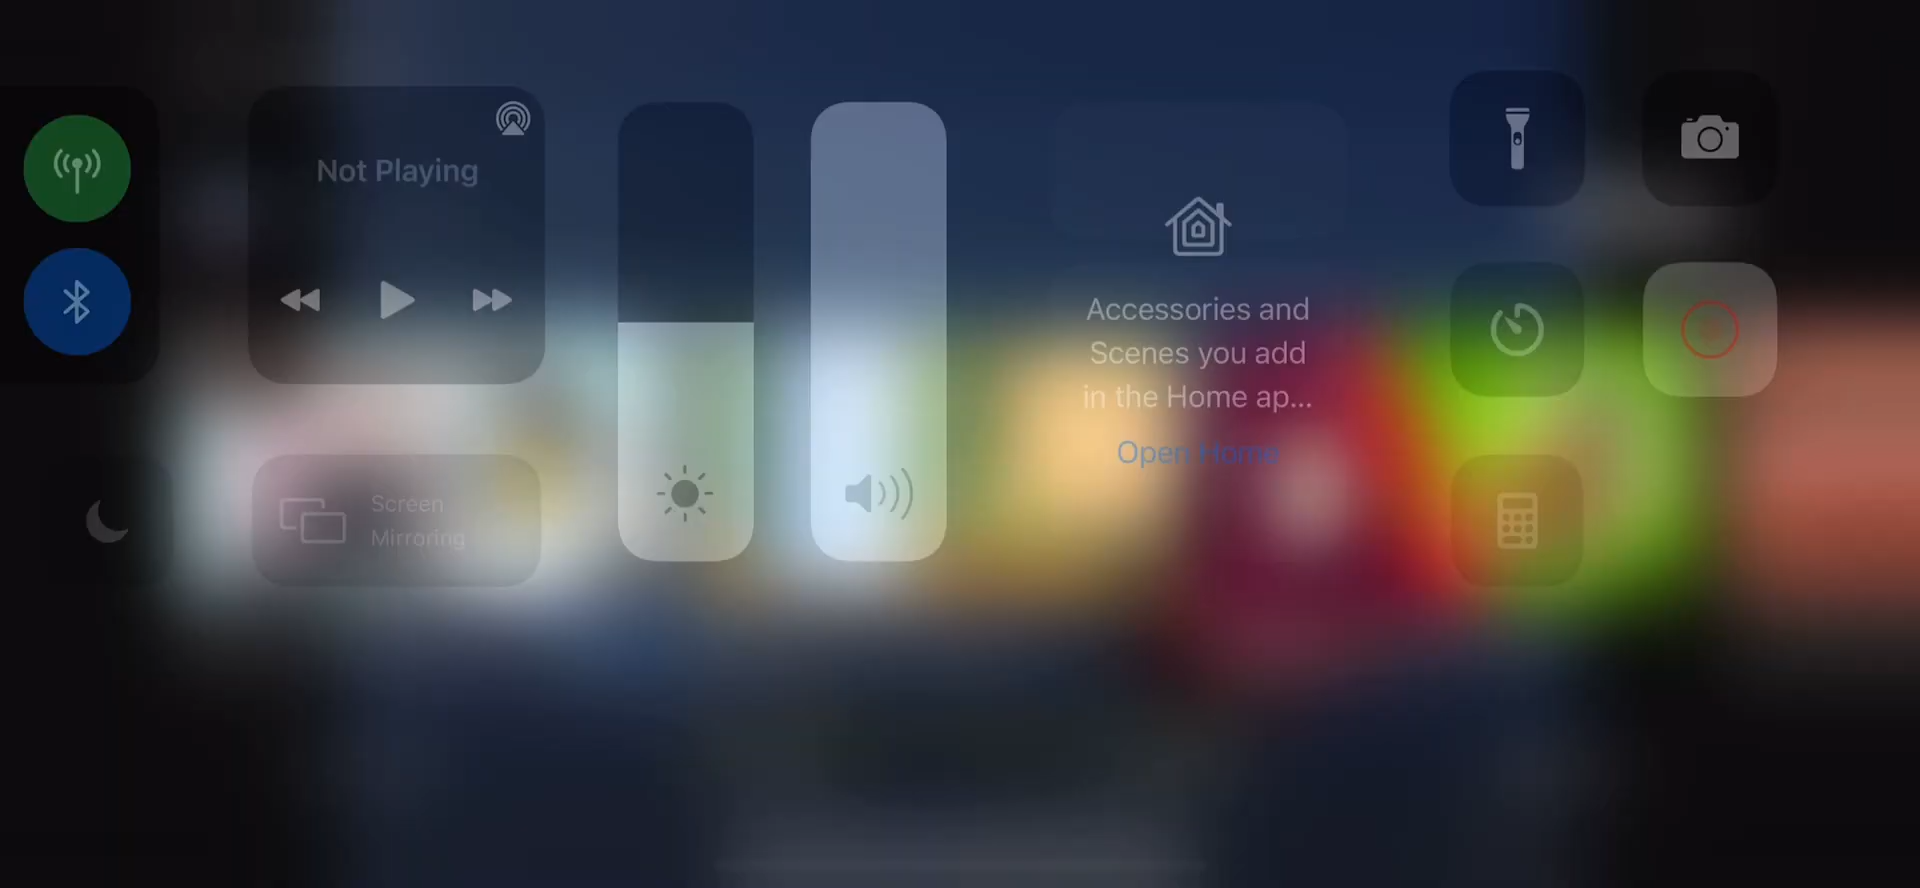 Not Playing
Screen
Mirroring
Accessories and
Scenes you add
in the Home ap...
Open Home